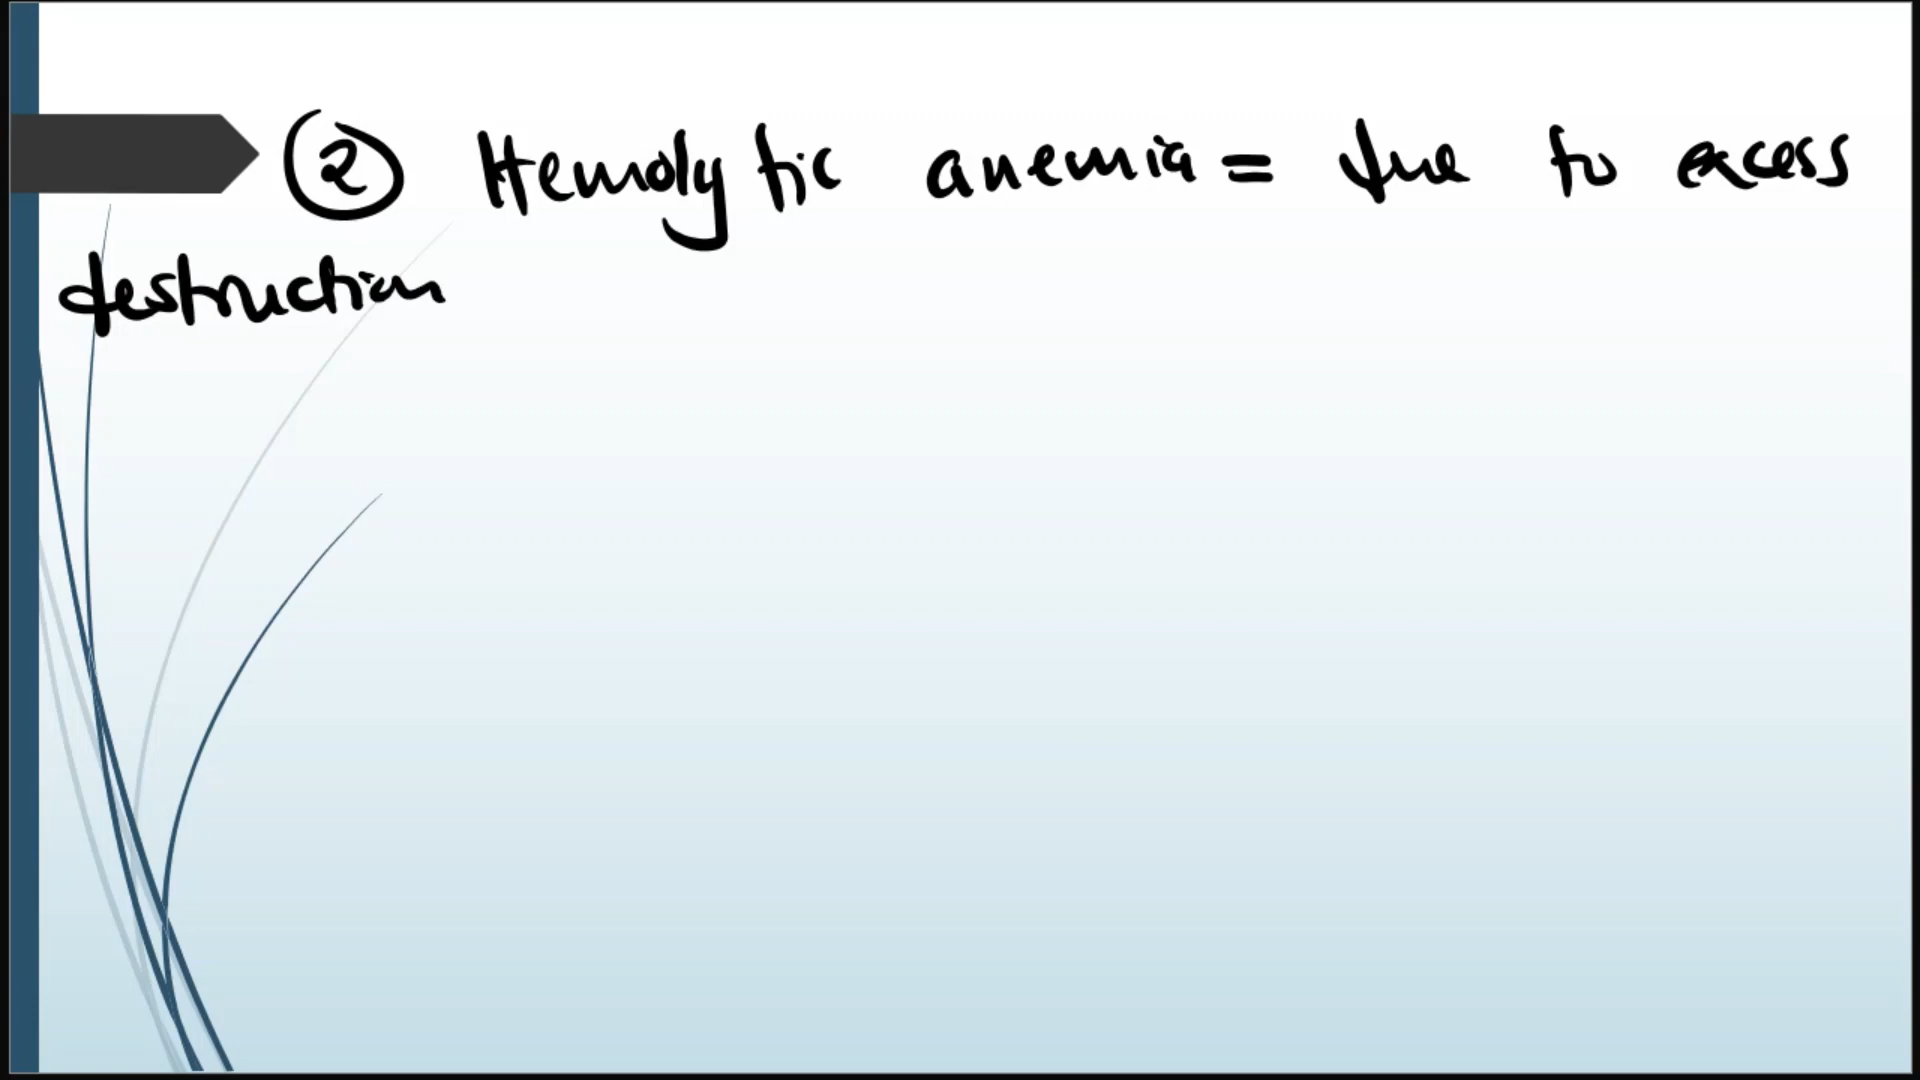 ② Hemolytic anemia = due to excess
destruction